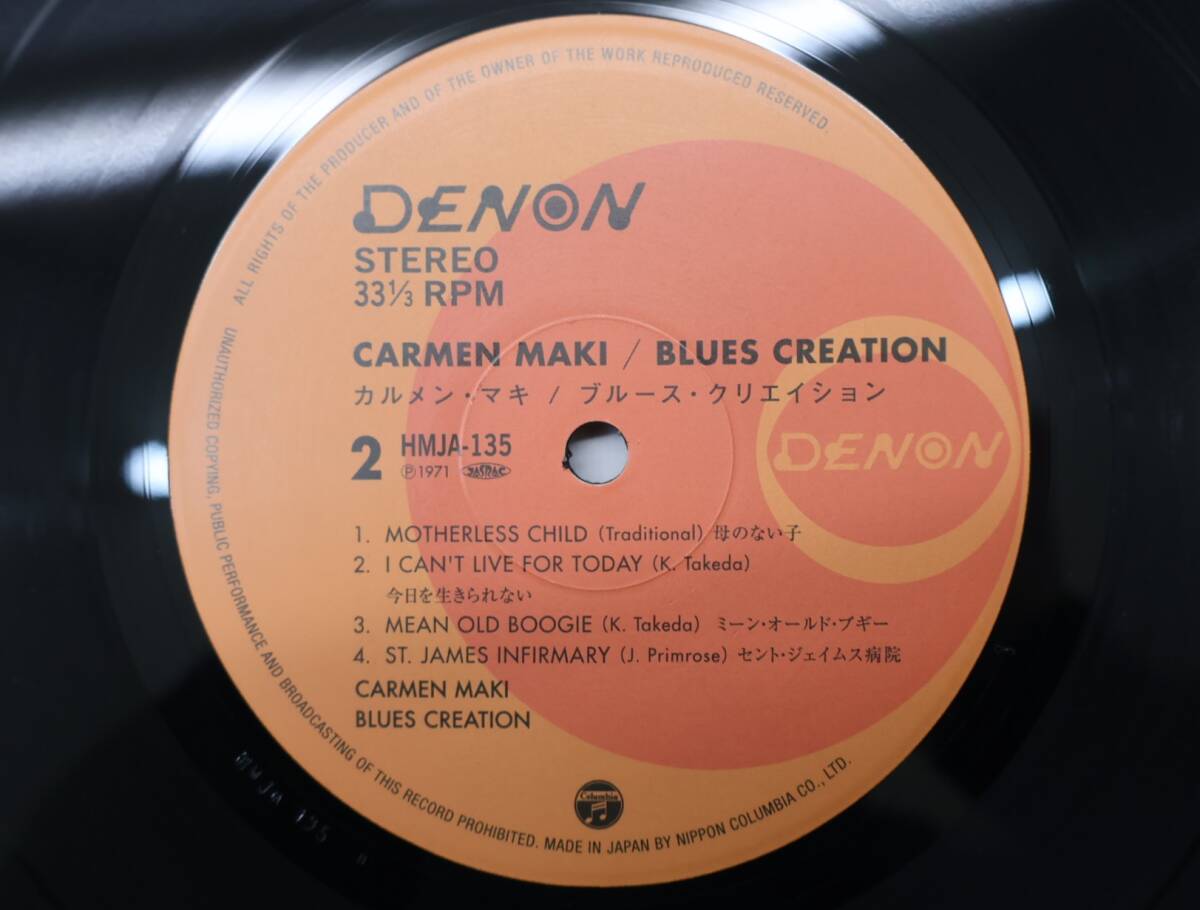 ALL RIGHTS OF THE PRODUCER AND OF THE OWNER OF THE WORK REPRODUCED RESERVED.
DENON
STEREO
33⅓ RPM
CARMEN MAKI / BLUES CREATION
カルメン・マキ / ブルース・クリエイション
2 HMJA-135
Ⓟ1971 JASRAC
DENON
1. MOTHERLESS CHILD (Traditional) 母のない子
2. I CAN'T LIVE FOR TODAY (K. Takeda)
今日を生きられない
3. MEAN OLD BOOGIE (K. Takeda) ミーン・オールド・ブギー
4. ST. JAMES INFIRMARY (J. Primrose) セント・ジェイムス病院
CARMEN MAKI
BLUES CREATION
Columbia
UNAUTHORIZED COPYING, PUBLIC PERFORMANCE AND BROADCASTING OF THIS RECORD PROHIBITED. MADE IN JAPAN BY NIPPON COLUMBIA CO., LTD.